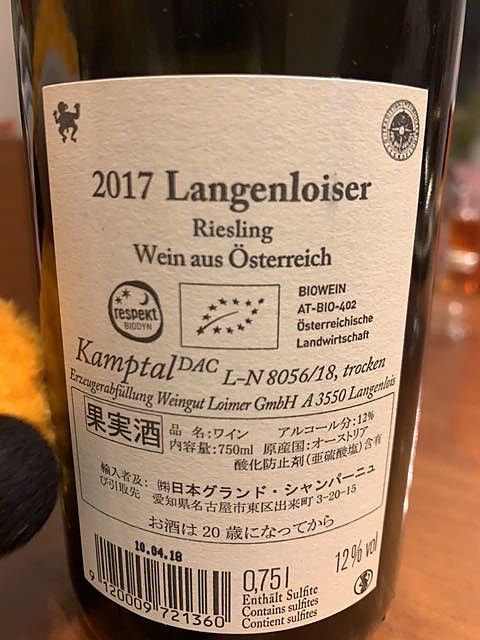 2017 Langenloiser
Riesling
Wein aus Österreich
respekt
BIODYN
BIOWEIN
AT-BIO-402
Österreichische
Landwirtschaft
Kamptal DAC L-N 8056/18, trocken
Erzeugerabfüllung Weingut Loimer GmbH A 3550 Langenlois
果実酒
品 名:ワイン アルコール分:12%
内容量:750ml 原産国:オーストリア
酸化防止剤(亜硫酸塩)含有
輸入者及 : ㈱日本グランド・シャンパーニュ
び引取先 愛知県名古屋市東区出来町 3-20-15
お酒は 20 歳になってから
10.04.18
9 120009 721360
0,75 l
12% vol
Enthält Sulfite
Contains sulfites
Contient sulfites